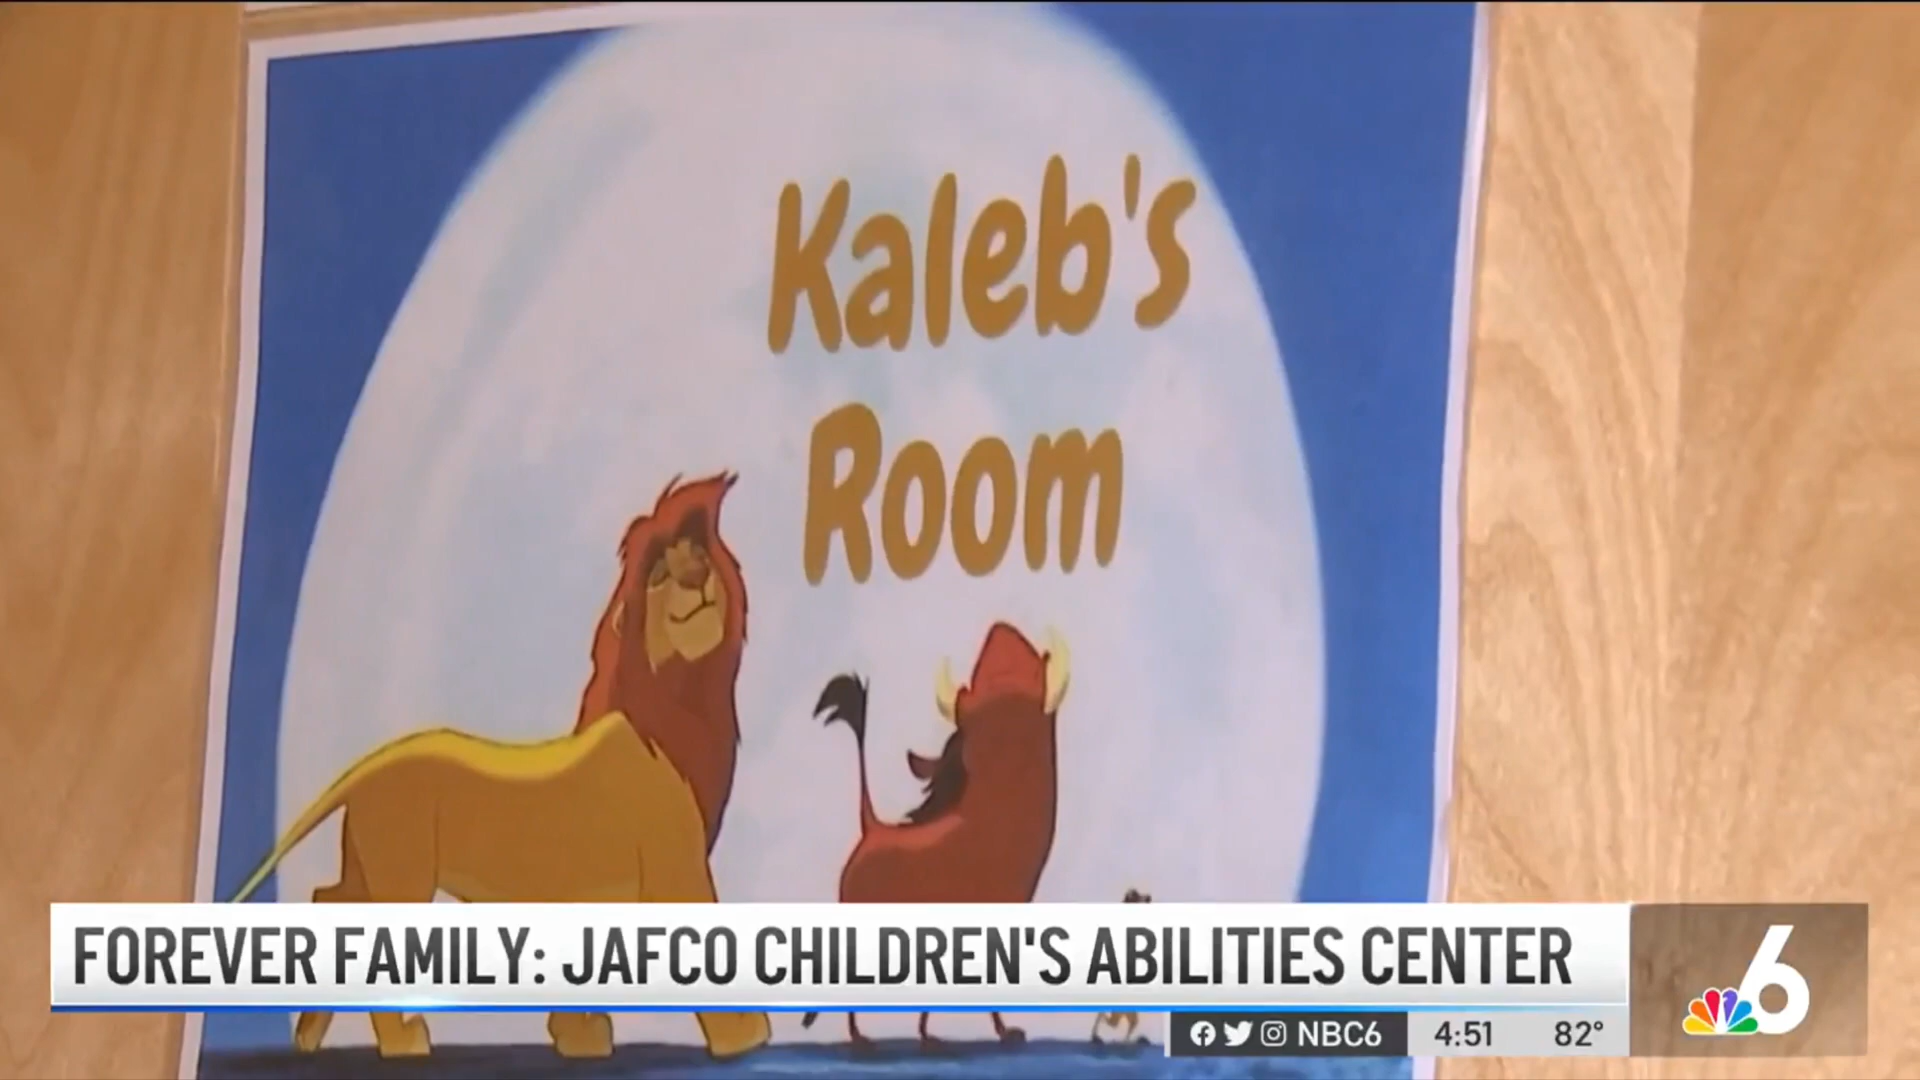 Kaleb's
Room
FOREVER FAMILY: JAFCO CHILDREN'S ABILITIES CENTER
NBC6 4:51 82°
6